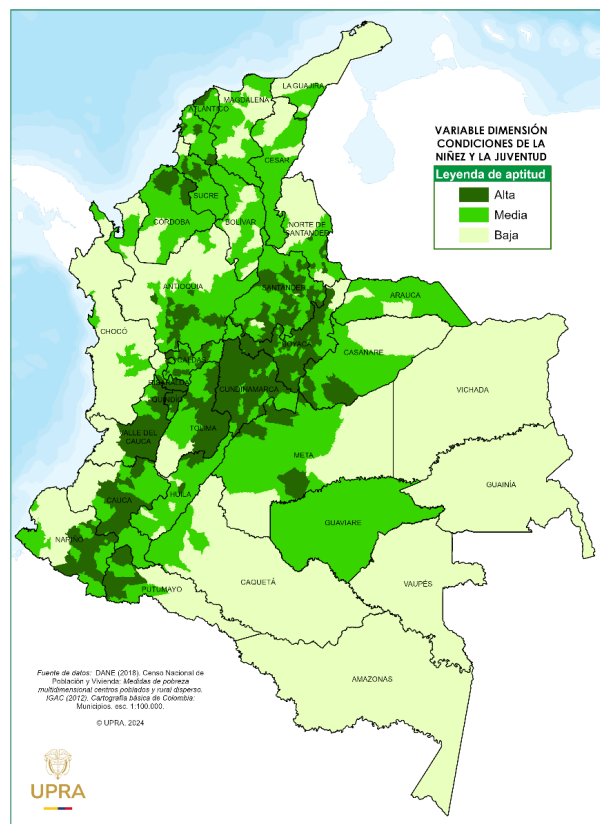 VARIABLE DIMENSIÓN
CONDICIONES DE LA
NIÑEZ Y LA JUVENTUD
Leyenda de aptitud
Alta
Media
Baja
LA GUAJIRA
MAGDALENA
ATLÁNTICO
CESAR
SUCRE
CÓRDOBA
BOLÍVAR
NORTE DE
SANTANDER
ANTIOQUIA
SANTANDER
ARAUCA
CHOCÓ
BOYACÁ
CASANARE
CALDAS
VICHADA
RISARALDA
CUNDINAMARCA
QUINDÍO
VALLE DEL
CAUCA
TOLIMA
META
GUAINÍA
HUILA
CAUCA
GUAVIARE
NARIÑO
CAQUETÁ
VAUPÉS
PUTUMAYO
AMAZONAS
Fuente de datos: DANE (2018). Censo Nacional de
Población y Vivienda: Medidas de pobreza
multidimensional centros poblados y rural disperso.
IGAC (2012). Cartografía básica de Colombia:
Municipios. esc. 1:100.000.
© UPRA, 2024
UPRA